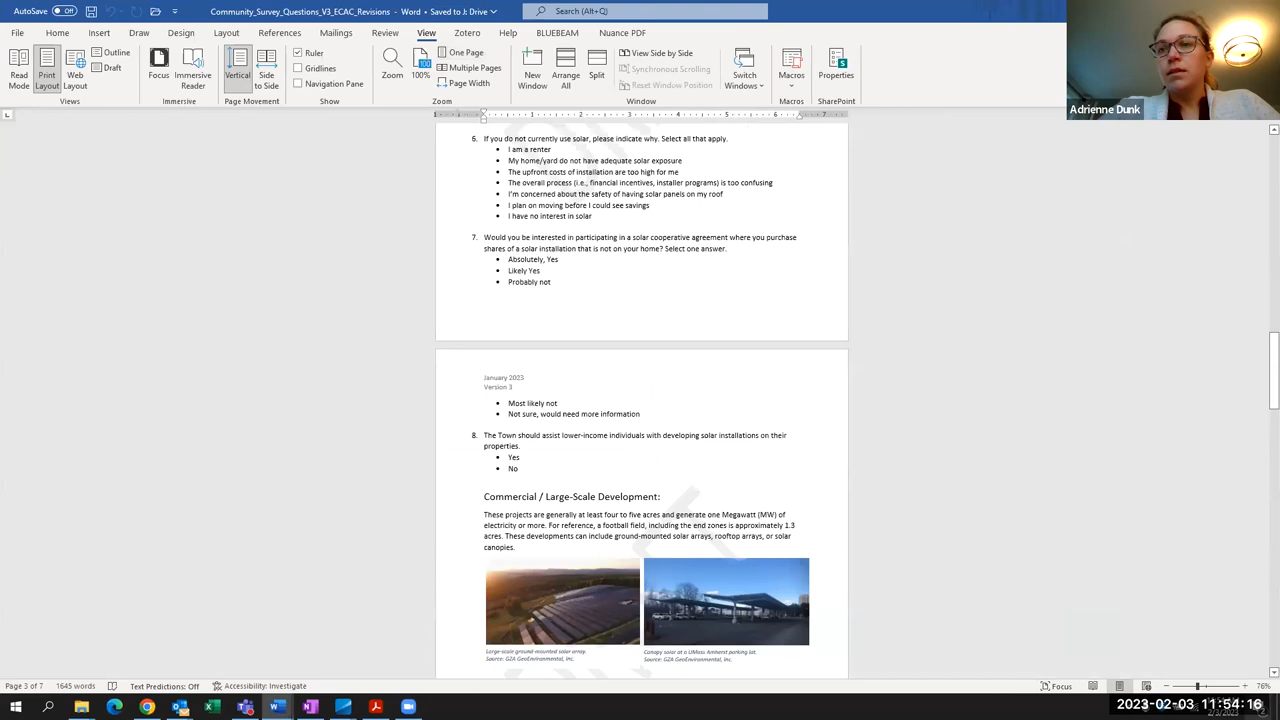 AutoSave Off
Community_Survey_Questions_V3_ECAC_Revisions - Saved to J: Drive
Search (Alt+Q)
File Home Insert Draw Design Layout References Mailings Review View Zotero Help BLUEBEAM Nuance PDF
Read Mode
Print Layout
Web Layout
Outline
Draft
Views
Focus
Immersive Reader
Immersive
Vertical
Side to Side
Page Movement
Ruler
Gridlines
Navigation Pane
Show
Zoom
100%
One Page
Multiple Pages
Page Width
Zoom
New Window
Arrange All
Split
View Side by Side
Synchronous Scrolling
Reset Window Position
Switch Windows
Window
Macros
Macros
Properties
SharePoint
Adrienne Dunk
6. If you do not currently use solar, please indicate why. Select all that apply.
• I am a renter
• My home/yard do not have adequate solar exposure
• The upfront costs of installation are too high for me
• The overall process (i.e., financial incentives, installer programs) is too confusing
• I'm concerned about the safety of having solar panels on my roof
• I plan on moving before I could see savings
• I have no interest in solar
7. Would you be interested in participating in a solar cooperative agreement where you purchase
shares of a solar installation that is not on your home? Select one answer.
• Absolutely, Yes
• Likely Yes
• Probably not
January 2023
Version 3
• Most likely not
• Not sure, would need more information
8. The Town should assist lower-income individuals with developing solar installations on their
properties.
• Yes
• No
Commercial / Large-Scale Development:
These projects are generally at least four to five acres and generate one Megawatt (MW) of
electricity or more. For reference, a football field, including the end zones is approximately 1.3
acres. These developments can include ground-mounted solar arrays, rooftop arrays, or solar
canopies.
Large-scale ground-mounted solar array.
Source: GZA GeoEnvironmental, Inc.
Canopy solar at a UMass Amherst parking lot.
Source: GZA GeoEnvironmental, Inc.
1645 words
Text Predictions: Off
Accessibility: Investigate
Focus
76%
2023-02-03 11:54:16